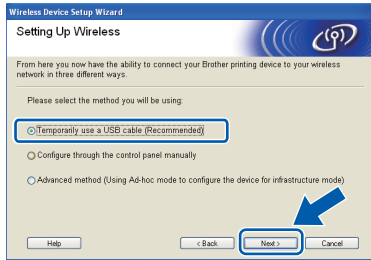 Wireless Device Setup Wizard
Setting Up Wireless
From here you now have the ability to connect your Brother printing device to your wireless
network in three different ways.
Please select the method you will be using:
Temporarily use a USB cable (Recommended)
Configure through the control panel manually
Advanced method (Using Ad-hoc mode to configure the device for infrastructure mode)
Help < Back Next > Cancel